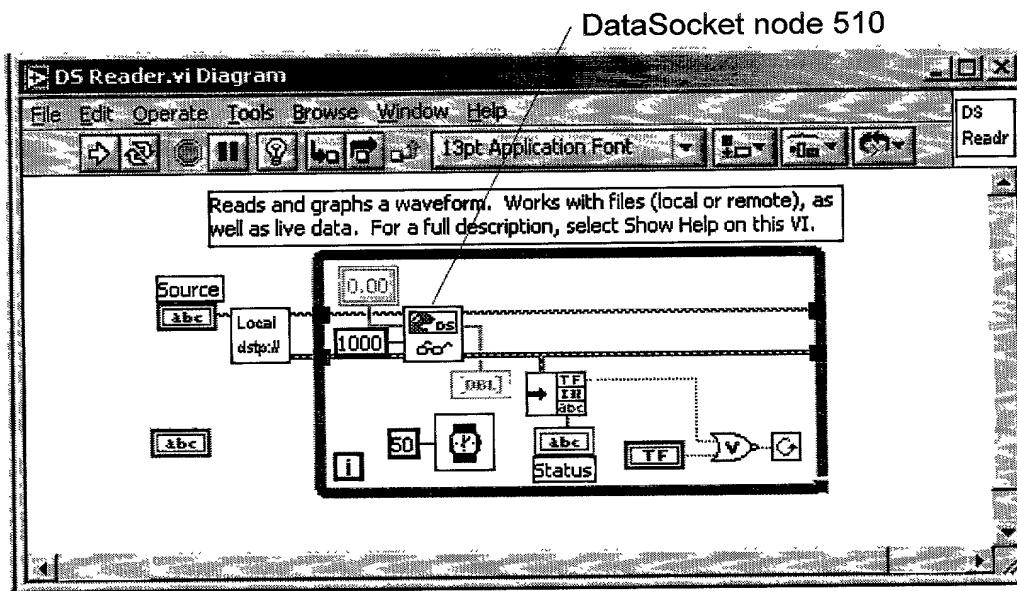 DataSocket node 510
DS Reader.vi Diagram
File Edit Operate Tools Browse Window Help
DS
Readr
13pt Application Font
Reads and graphs a waveform. Works with files (local or remote), as
well as live data. For a full description, select Show Help on this VI.
Source
abc
Local
dstp://
0.00
DS
1000
[DBL]
TF
abc
50
abc
Status
TF
V
i
abc